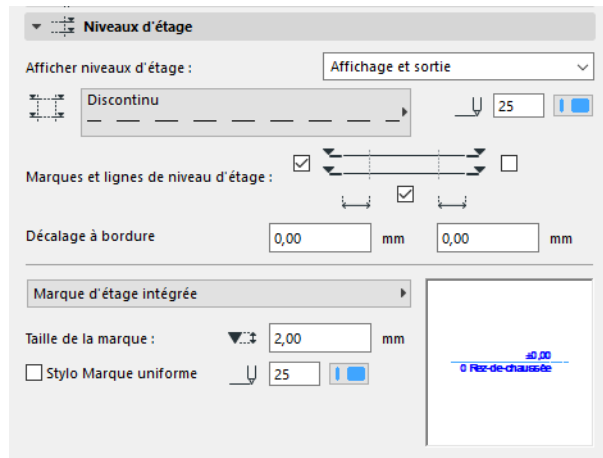 Niveaux d'étage
Afficher niveaux d'étage :
Affichage et sortie
Discontinu
25
Marques et lignes de niveau d'étage :
Décalage à bordure
0,00 mm 0,00 mm
Marque d'étage intégrée
Taille de la marque : 2,00 mm
Stylo Marque uniforme 25
±0,00
0 Rez-de-chaussée